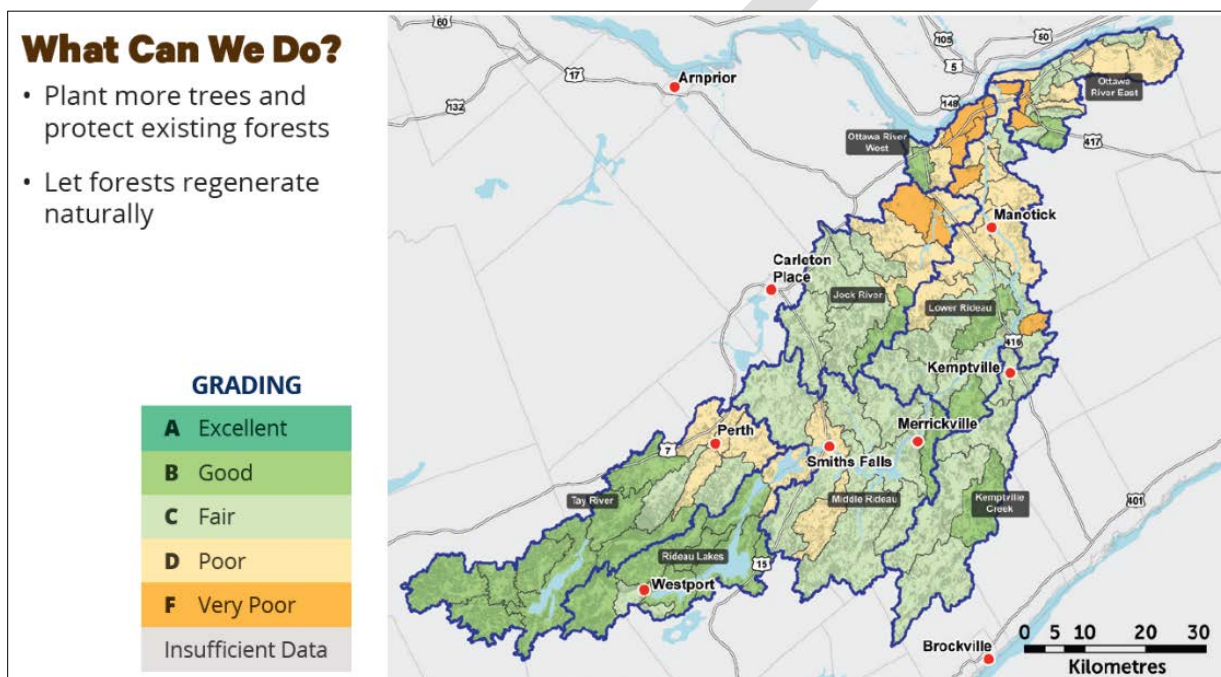 What Can We Do?
• Plant more trees and
protect existing forests
• Let forests regenerate
naturally
GRADING
A Excellent
B Good
C Fair
D Poor
F Very Poor
Insufficient Data
60
105
50
5
17
Arnprior
148
Ottawa
River East
132
Ottawa River
West
417
Manotick
Carleton
Place
Jock River
Lower Rideau
416
Kemptville
Perth
Merrickville
7
Smiths Falls
401
Tay River
Middle Rideau
Kemptville
Creek
Rideau Lakes
15
Westport
Brockville
0 5 10 20 30
Kilometres